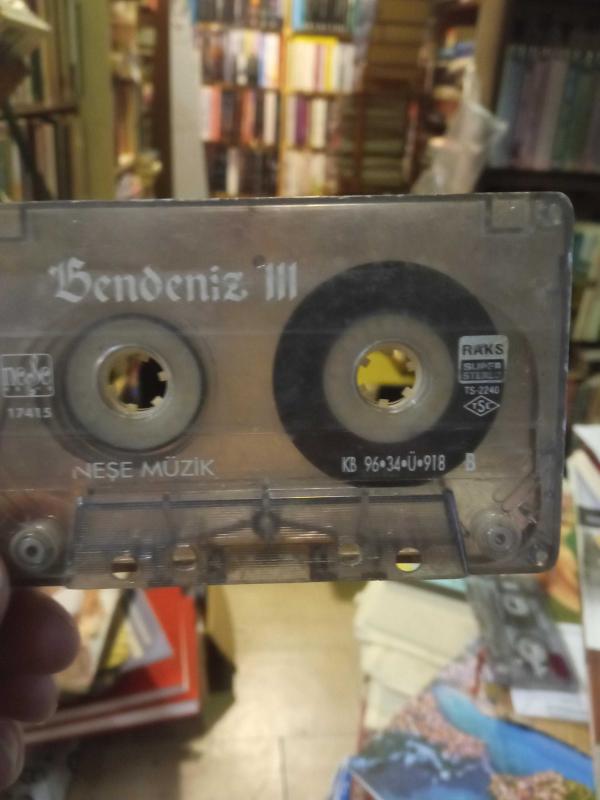 Bendeniz III
neşe
17415
RAKS
SUPER
STEREO
TS-2240
TSE
NEŞE MÜZİK
KB 96•34•Ü•918
B